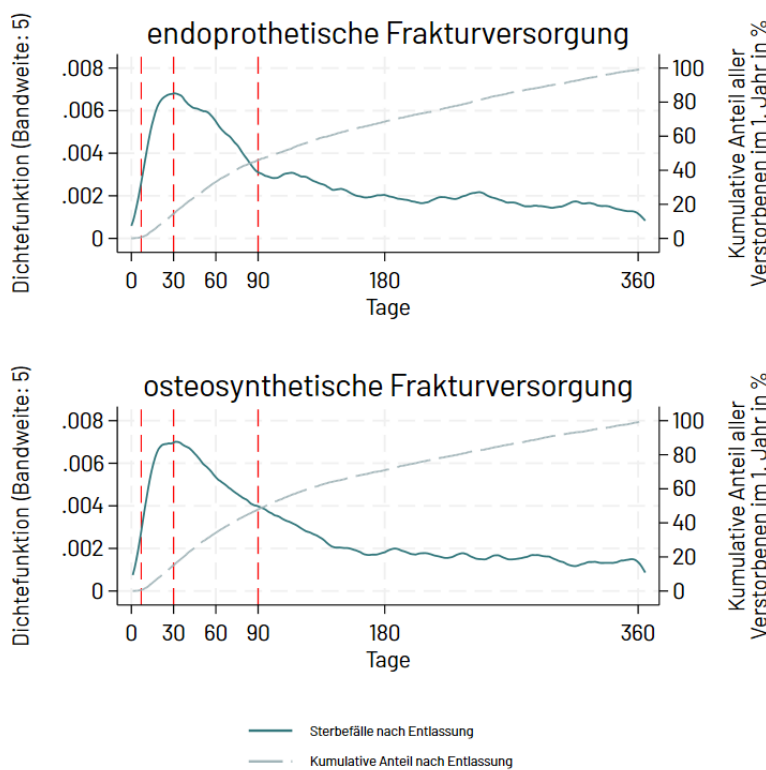 endoprothetische Frakturversorgung
Dichtefunktion (Bandweite: 5)
.008
.006
.004
.002
0
100
80
60
40
20
0
Kumulative Anteil aller
Verstorbenen im 1. Jahr in %
0 30 60 90 180 360
Tage
osteosynthetische Frakturversorgung
Dichtefunktion (Bandweite: 5)
.008
.006
.004
.002
0
100
80
60
40
20
0
Kumulative Anteil aller
Verstorbenen im 1. Jahr in %
0 30 60 90 180 360
Tage
Sterbefälle nach Entlassung
Kumulative Anteil nach Entlassung